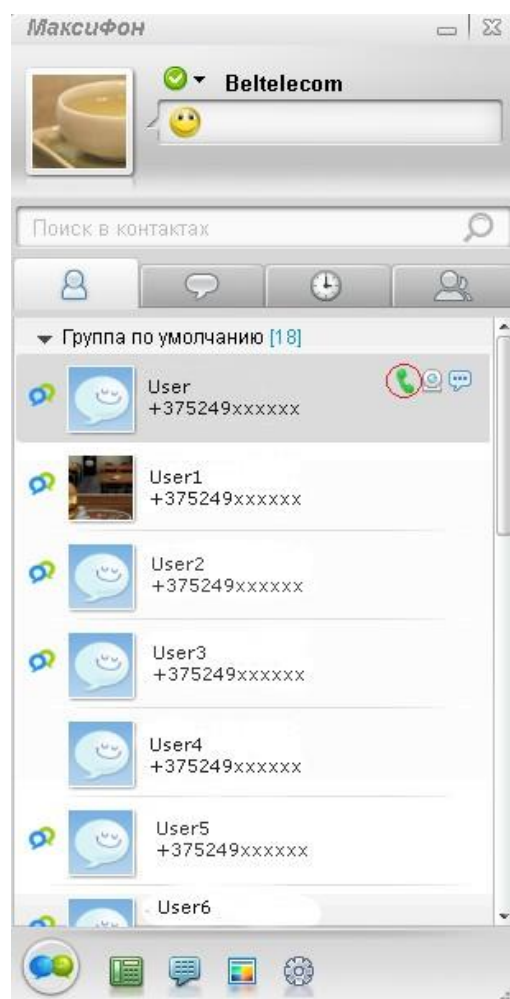 Максифон
Beltelecom
Поиск в контактах
Группа по умолчанию [18]
User
+375249xxxxxx
User1
+375249xxxxxx
User2
+375249xxxxxx
User3
+375249xxxxxx
User4
+375249xxxxxx
User5
+375249xxxxxx
User6